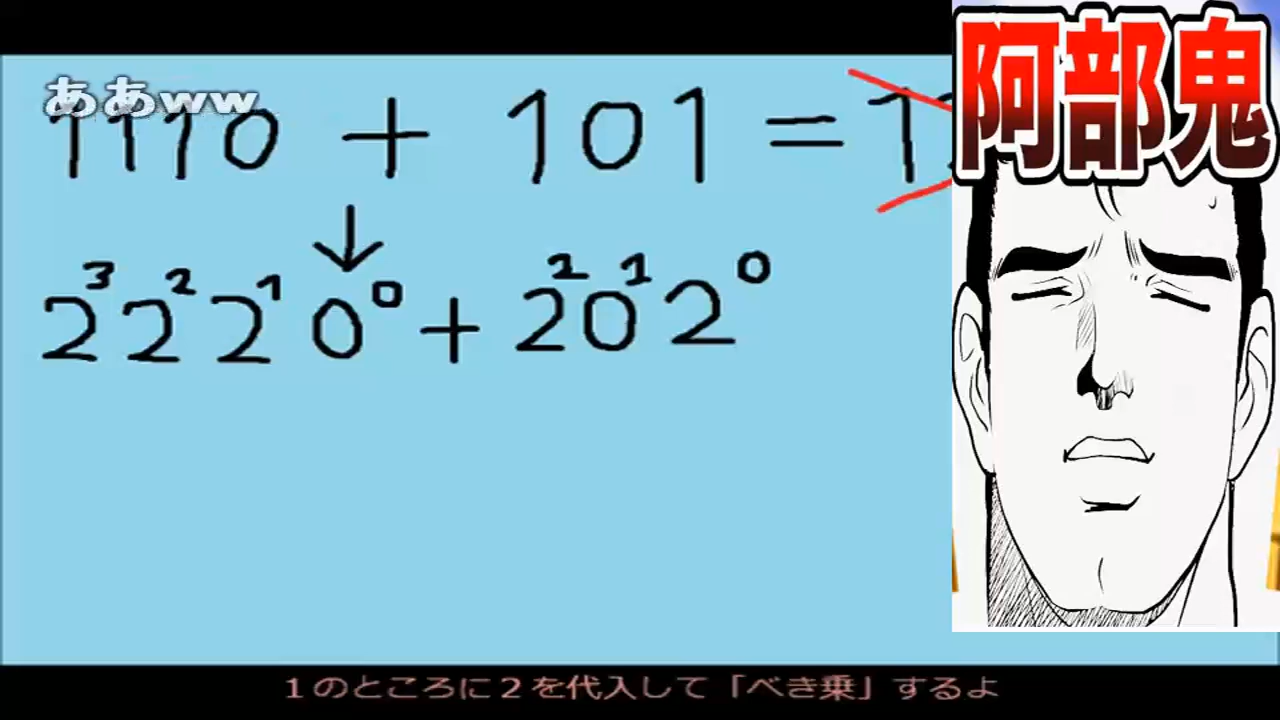 阿部鬼
ああww
1110 + 101 = 1
↓
2³2²2¹0⁰+2²0¹2⁰
1のところに2を代入して「べき乗」するよ